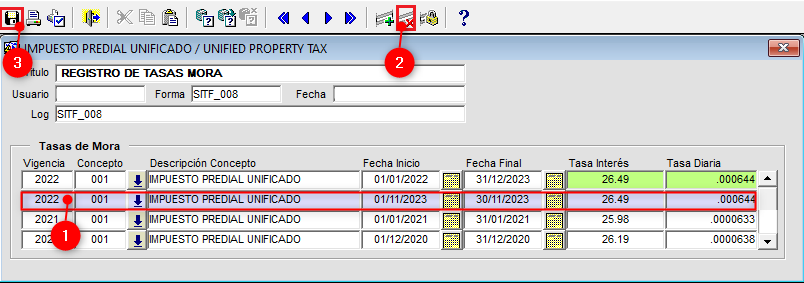 3
2
IMPUESTO PREDIAL UNIFICADO / UNIFIED PROPERTY TAX
REGISTRO DE TASAS MORA
Usuario Forma SITF_008 Fecha
Log SITF_008
Tasas de Mora
Vigencia Concepto Descripción Concepto Fecha Inicio Fecha Final Tasa Interés Tasa Diaria
2022 001 IMPUESTO PREDIAL UNIFICADO 01/01/2022 31/12/2023 26.49 .000644
2022 001 IMPUESTO PREDIAL UNIFICADO 01/11/2023 30/11/2023 26.49 .000644
2021 001 IMPUESTO PREDIAL UNIFICADO 01/01/2021 31/01/2021 25.98 .0000633
001 IMPUESTO PREDIAL UNIFICADO 01/12/2020 31/12/2020 26.19 .0000638
1